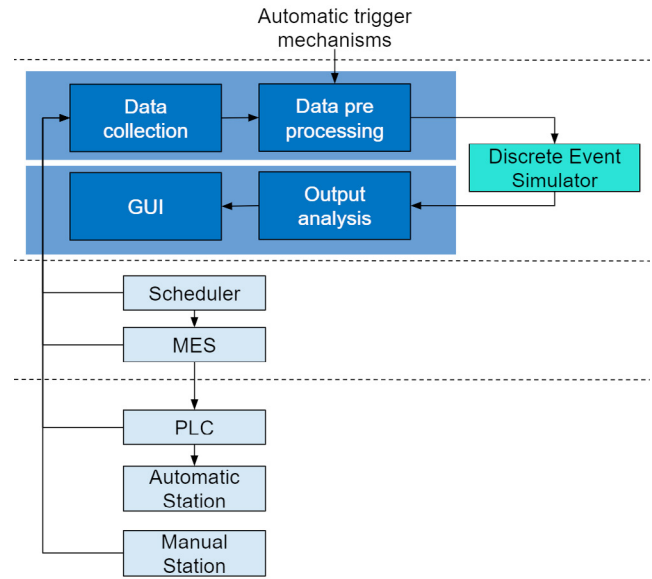 Automatic trigger
mechanisms
Data
collection
Data pre
processing
Discrete Event
Simulator
GUI
Output
analysis
Scheduler
MES
PLC
Automatic
Station
Manual
Station